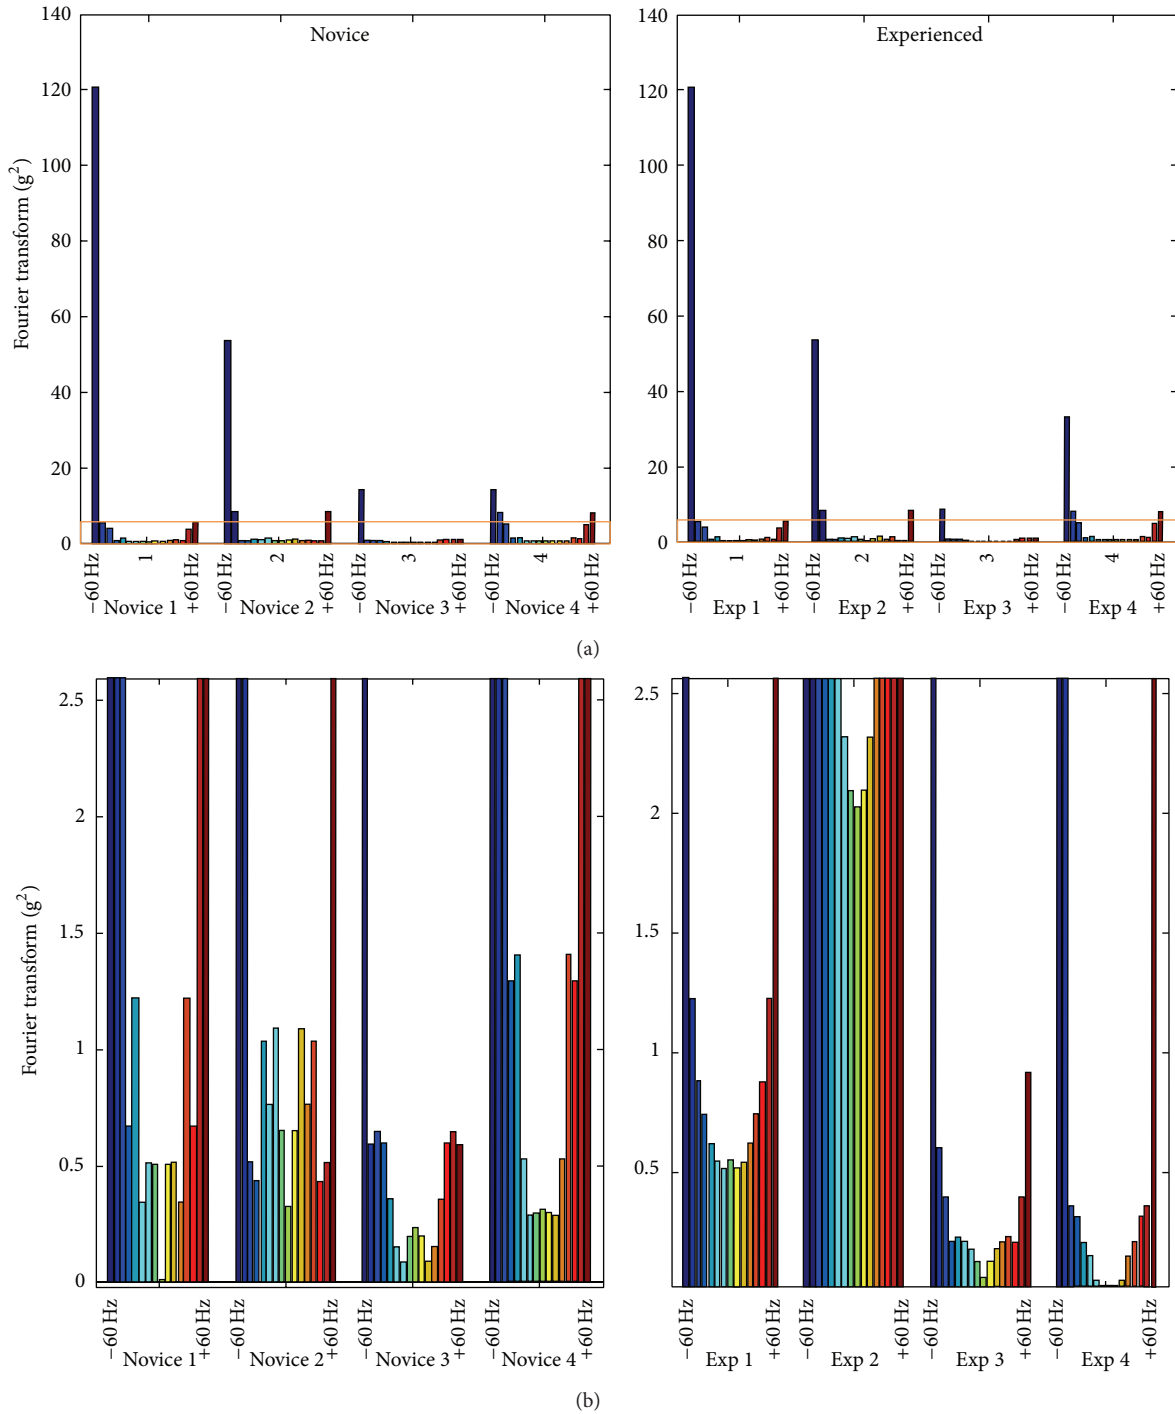 Novice
Experienced
Fourier transform (g²)
140
120
100
80
60
40
20
0
140
120
100
80
60
40
20
0
−60 Hz
1
+60 Hz
−60 Hz
2
+60 Hz
−60 Hz
3
+60 Hz
−60 Hz
4
+60 Hz
Novice 1
Novice 2
Novice 3
Novice 4
−60 Hz
1
+60 Hz
−60 Hz
2
+60 Hz
−60 Hz
3
+60 Hz
−60 Hz
4
+60 Hz
Exp 1
Exp 2
Exp 3
Exp 4
(a)
Fourier transform (g²)
2.5
2
1.5
1
0.5
0
2.5
2
1.5
1
0.5
−60 Hz
+60 Hz
−60 Hz
+60 Hz
−60 Hz
+60 Hz
−60 Hz
+60 Hz
Novice 1
Novice 2
Novice 3
Novice 4
−60 Hz
+60 Hz
−60 Hz
+60 Hz
−60 Hz
+60 Hz
−60 Hz
+60 Hz
Exp 1
Exp 2
Exp 3
Exp 4
(b)